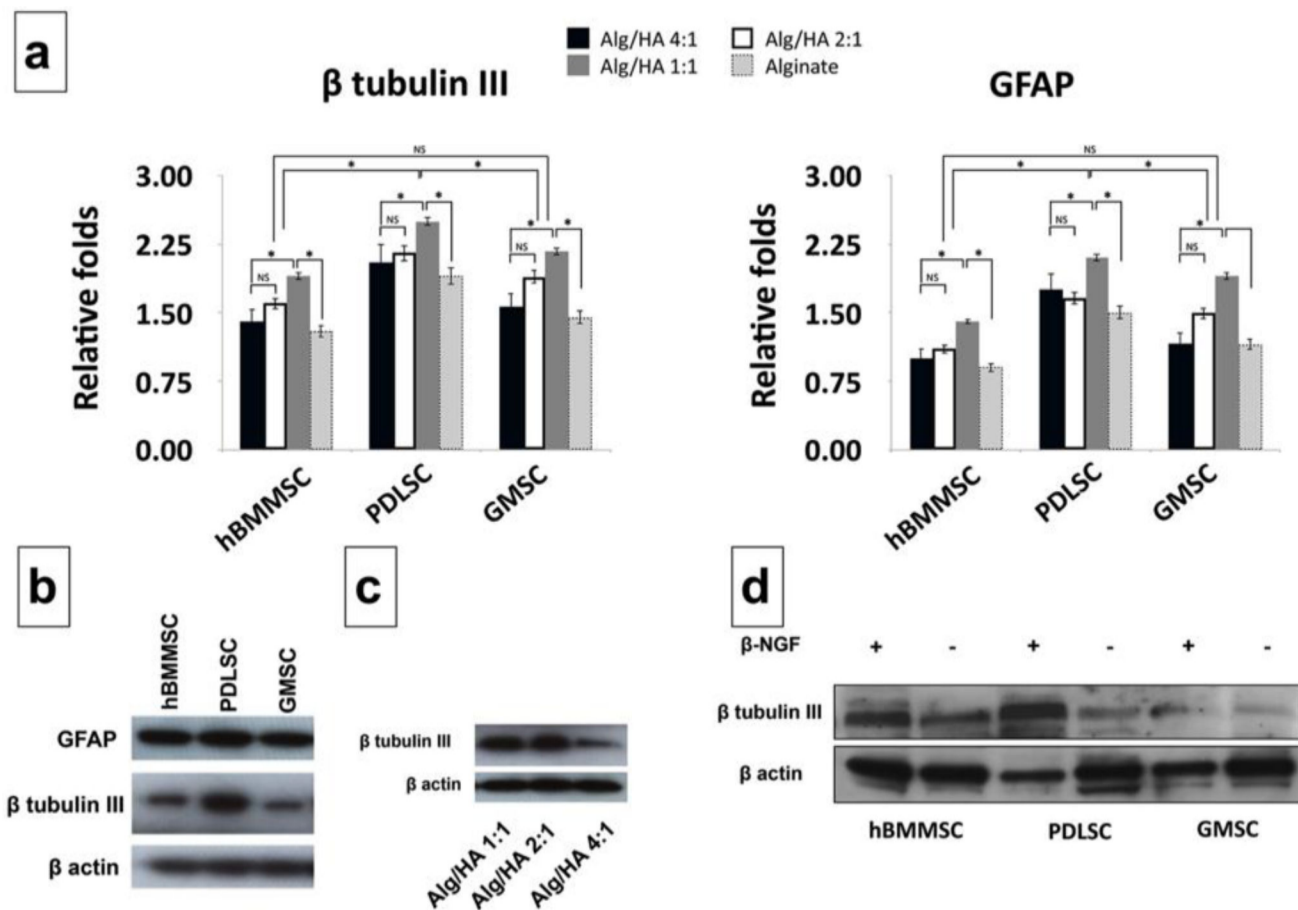 a
Alg/HA 4:1
Alg/HA 2:1
Alg/HA 1:1
Alginate
β tubulin III
GFAP
NS
*
*
3.00
2.25
1.50
0.75
0.00
Relative folds
*
*
NS
*
*
NS
*
*
NS
hBMMSC
PDLSC
GMSC
NS
*
*
3.00
2.25
1.50
0.75
0.00
Relative folds
*
*
NS
*
*
NS
*
NS
hBMMSC
PDLSC
GMSC
b
hBMMSC
PDLSC
GMSC
GFAP
β tubulin III
β actin
c
β tubulin III
β actin
Alg/HA 1:1
Alg/HA 2:1
Alg/HA 4:1
d
β-NGF + - + - + -
β tubulin III
β actin
hBMMSC PDLSC GMSC